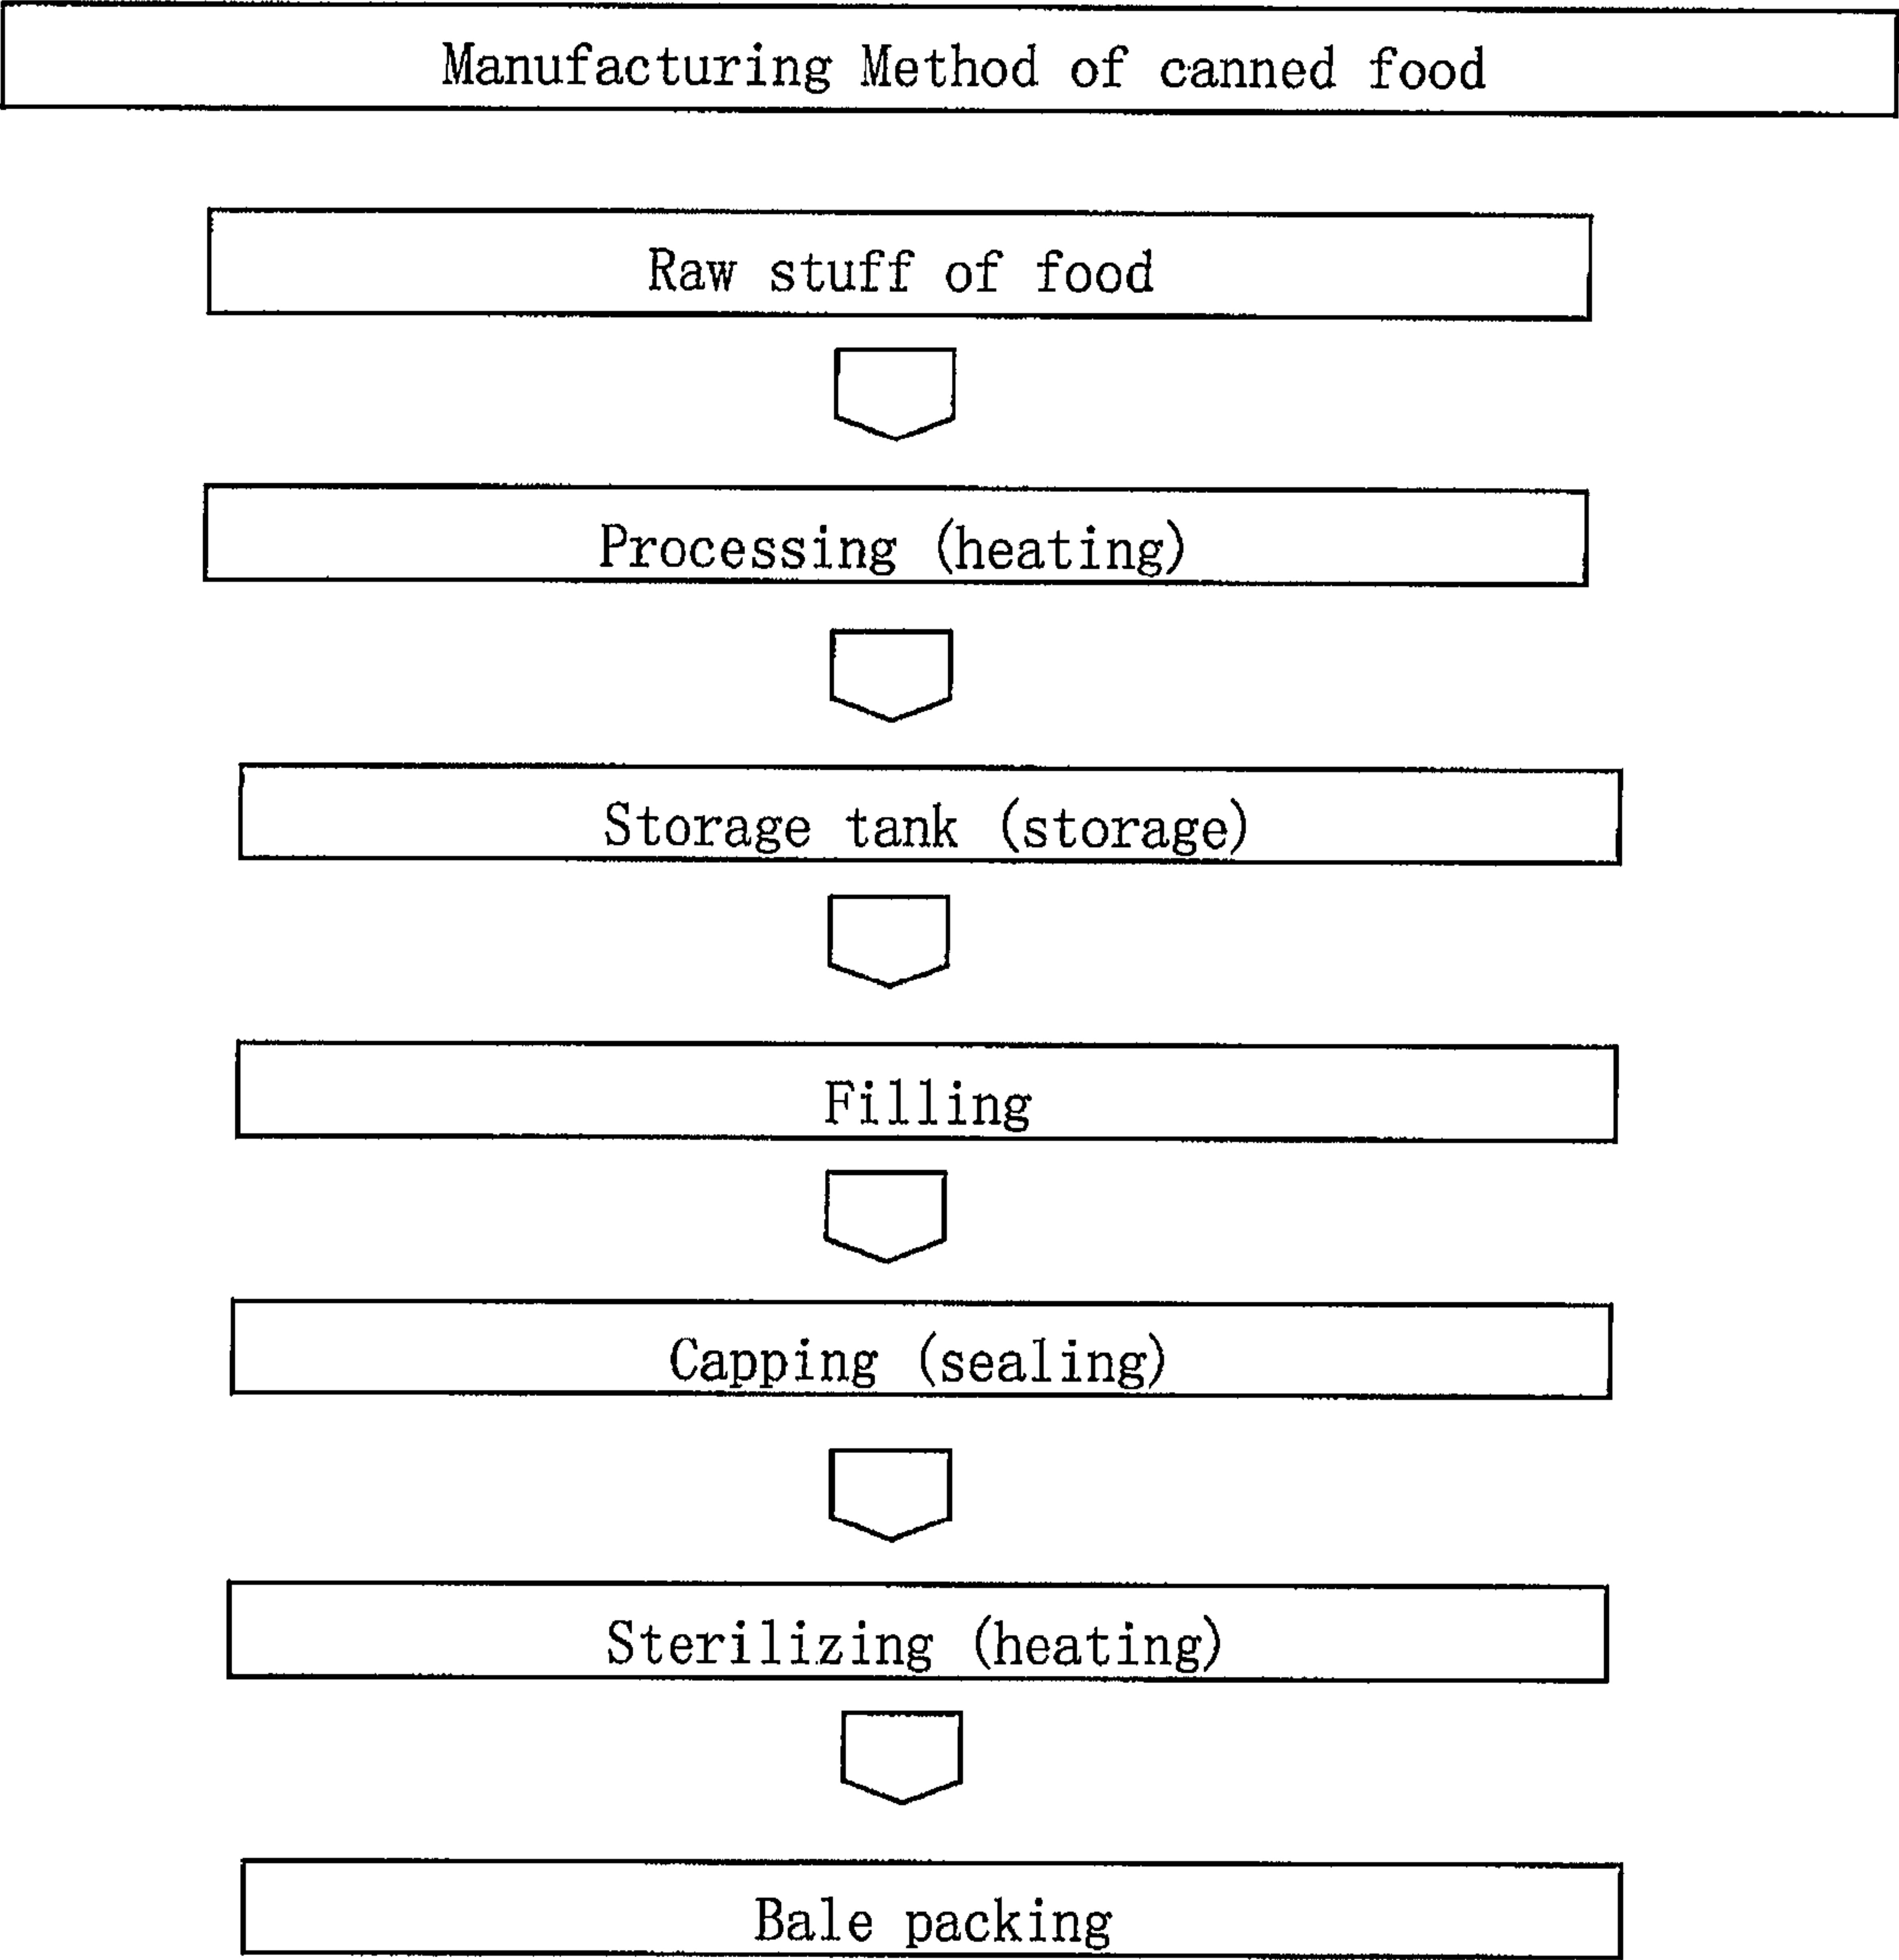 Manufacturing Method of canned food
Raw stuff of food
Processing (heating)
Storage tank (storage)
Filling
Capping (sealing)
Sterilizing (heating)
Bale packing